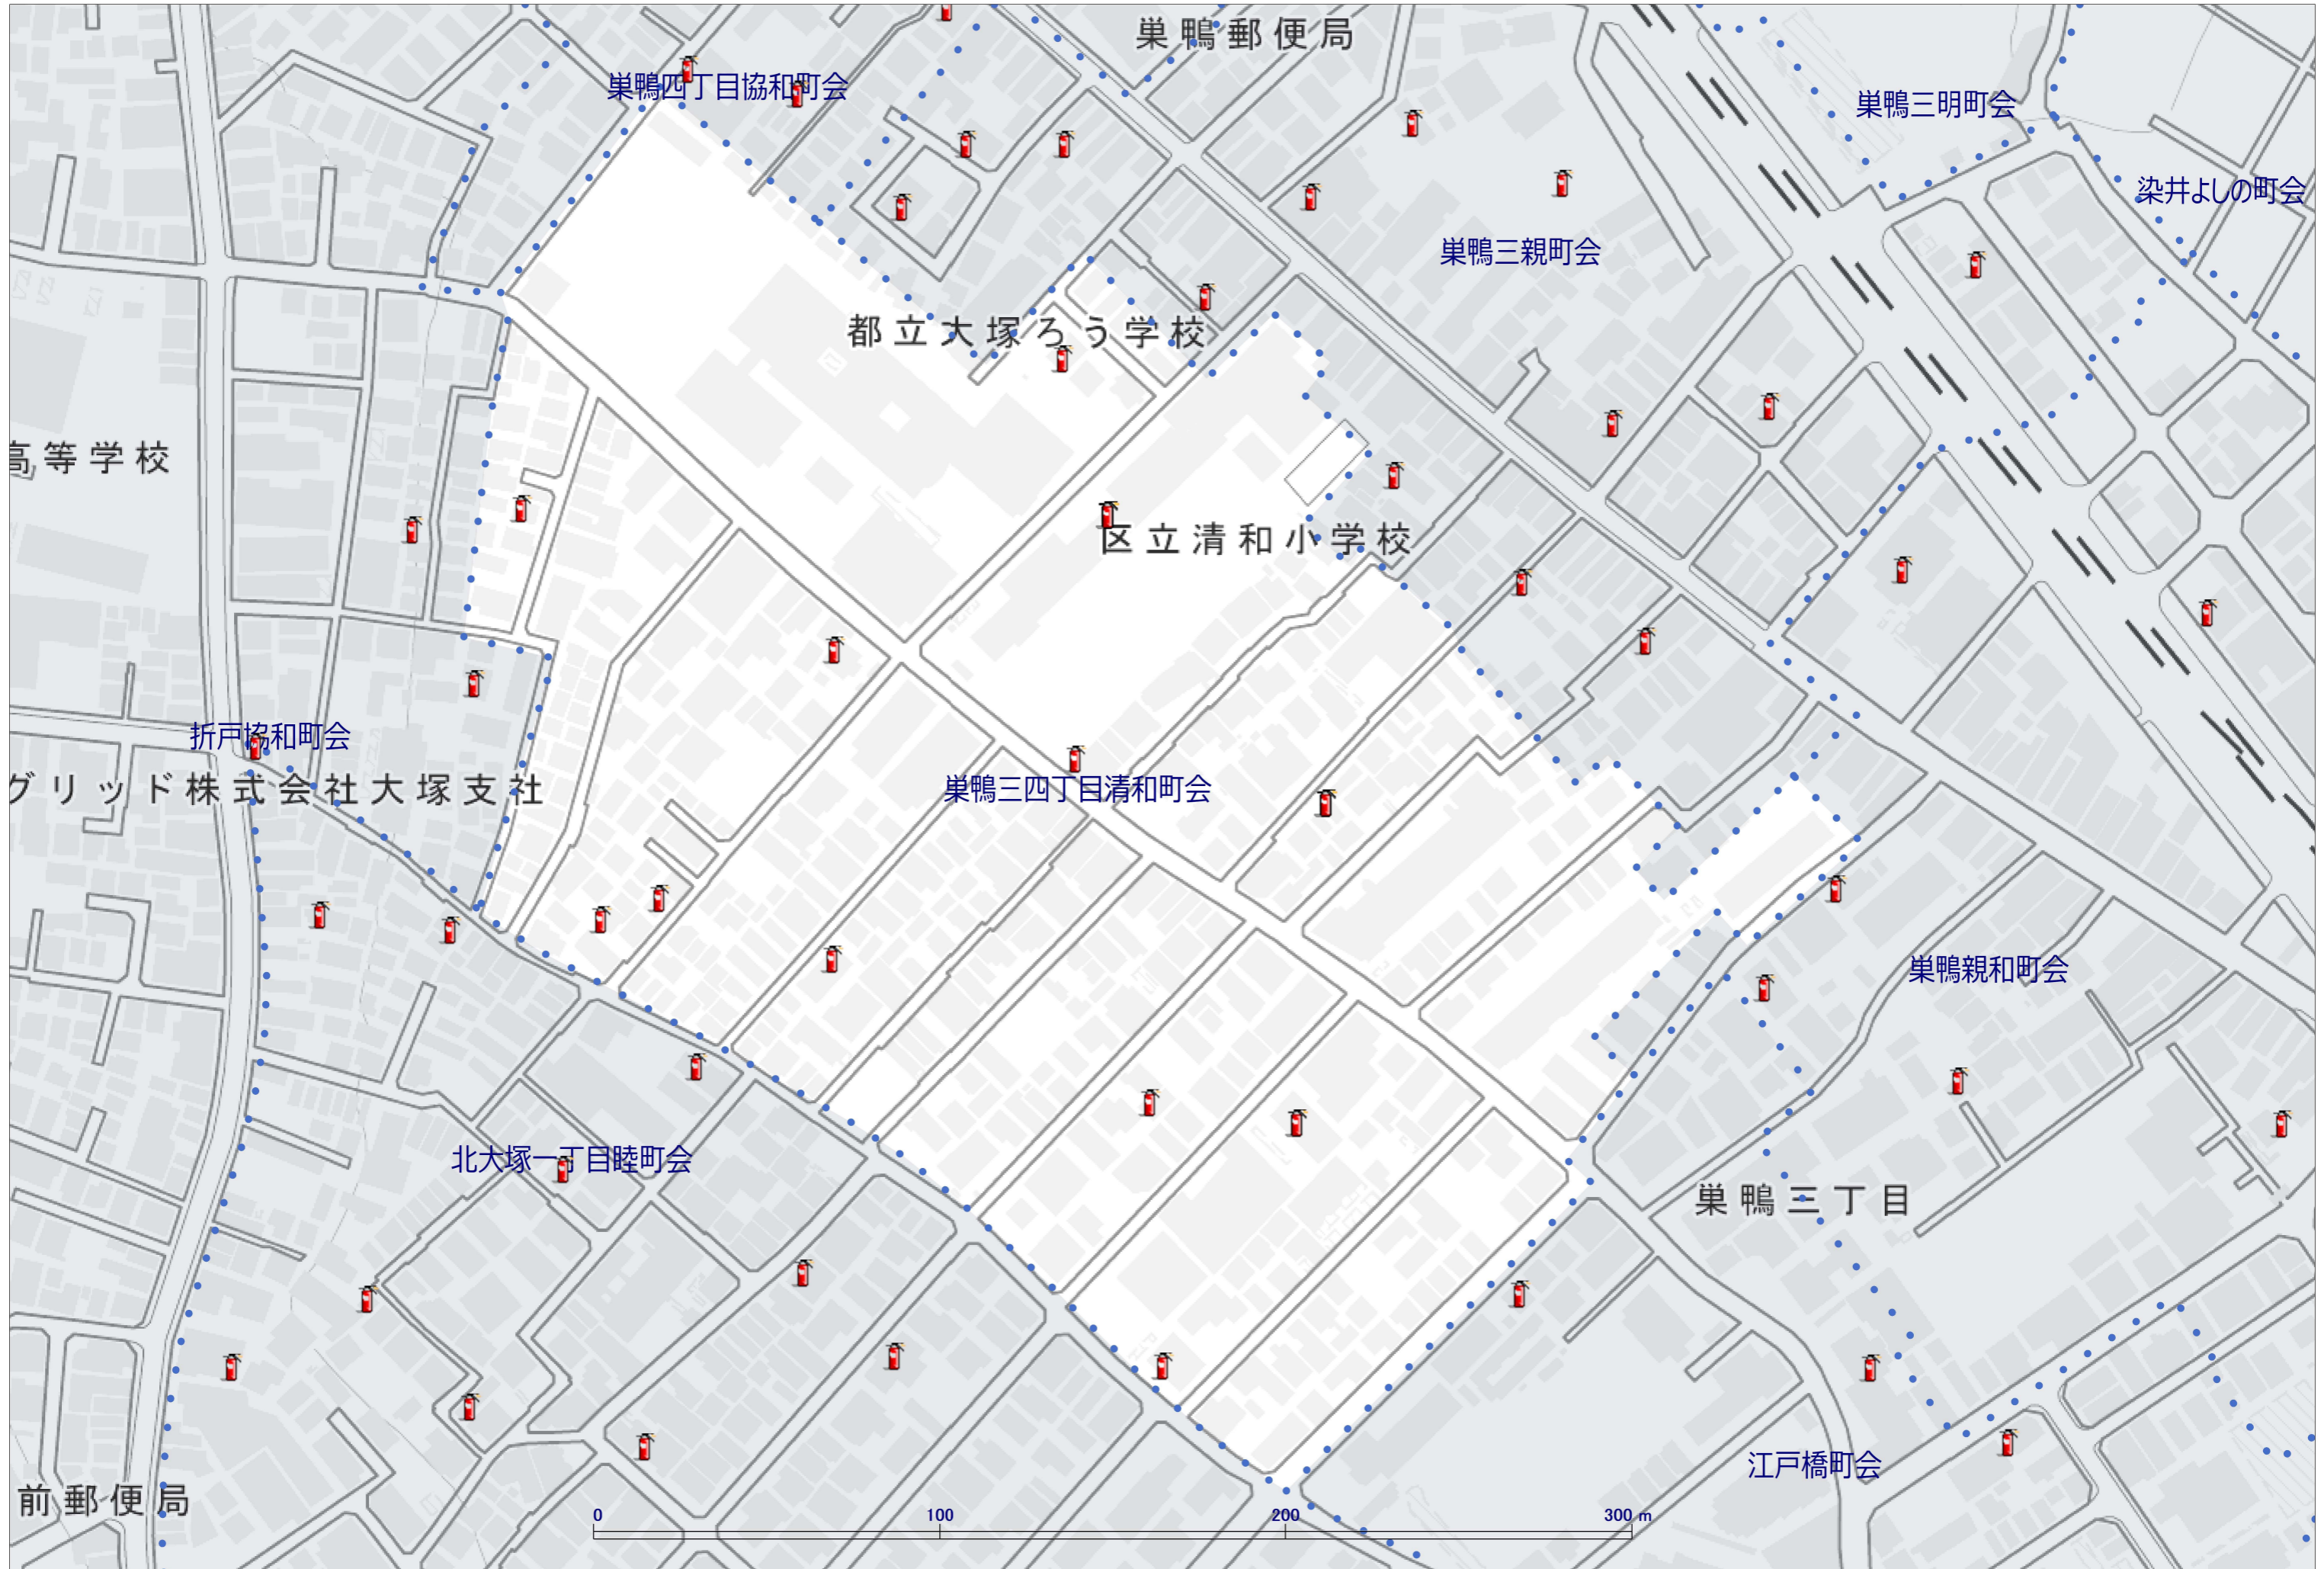 巣鴨郵便局
巣鴨四丁目協和町会
巣鴨三明町会
染井よしの町会
巣鴨三親町会
都立大塚ろう学校
高等学校
区立清和小学校
折戸協和町会
グリッド株式会社大塚支社
巣鴨三四丁目清和町会
巣鴨親和町会
北大塚一丁目睦町会
巣鴨三丁目
江戸橋町会
前郵便局
0 100 200 300 m